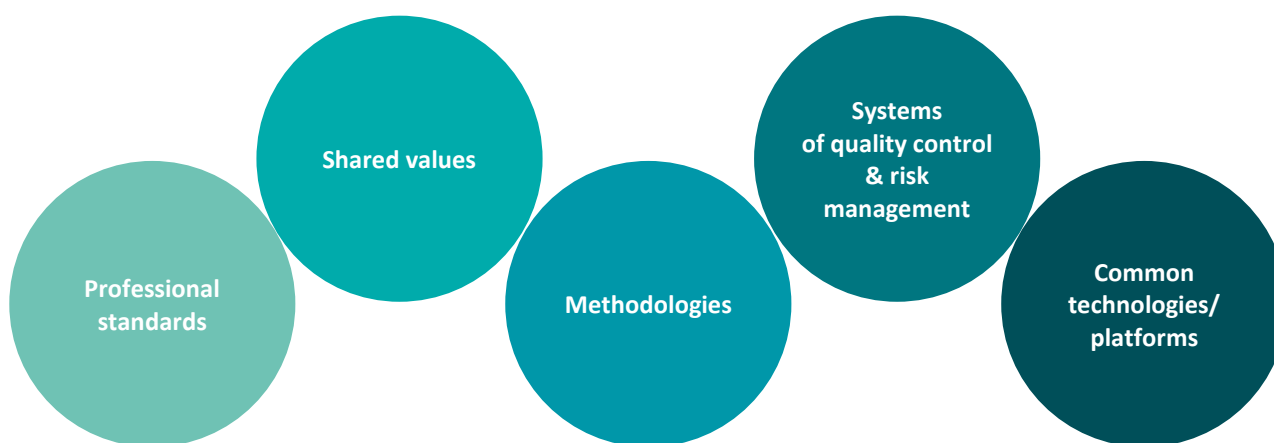 Professional
standards
Shared values
Methodologies
Systems
of quality control
& risk
management
Common
technologies/
platforms